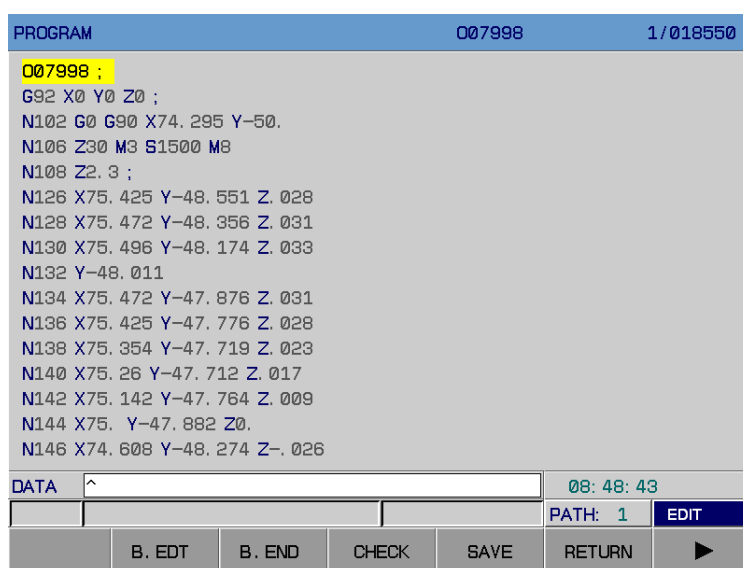 PROGRAM O07998 1/018550
O07998 ;
G92 X0 Y0 Z0 ;
N102 G0 G90 X74. 295 Y-50.
N106 Z30 M3 S1500 M8
N108 Z2. 3 ;
N126 X75. 425 Y-48. 551 Z. 028
N128 X75. 472 Y-48. 356 Z. 031
N130 X75. 496 Y-48. 174 Z. 033
N132 Y-48. 011
N134 X75. 472 Y-47. 876 Z. 031
N136 X75. 425 Y-47. 776 Z. 028
N138 X75. 354 Y-47. 719 Z. 023
N140 X75. 26 Y-47. 712 Z. 017
N142 X75. 142 Y-47. 764 Z. 009
N144 X75. Y-47. 882 Z0.
N146 X74. 608 Y-48. 274 Z-. 026
DATA ^ 08: 48: 43
PATH: 1 EDIT
B. EDT B. END CHECK SAVE RETURN ▶